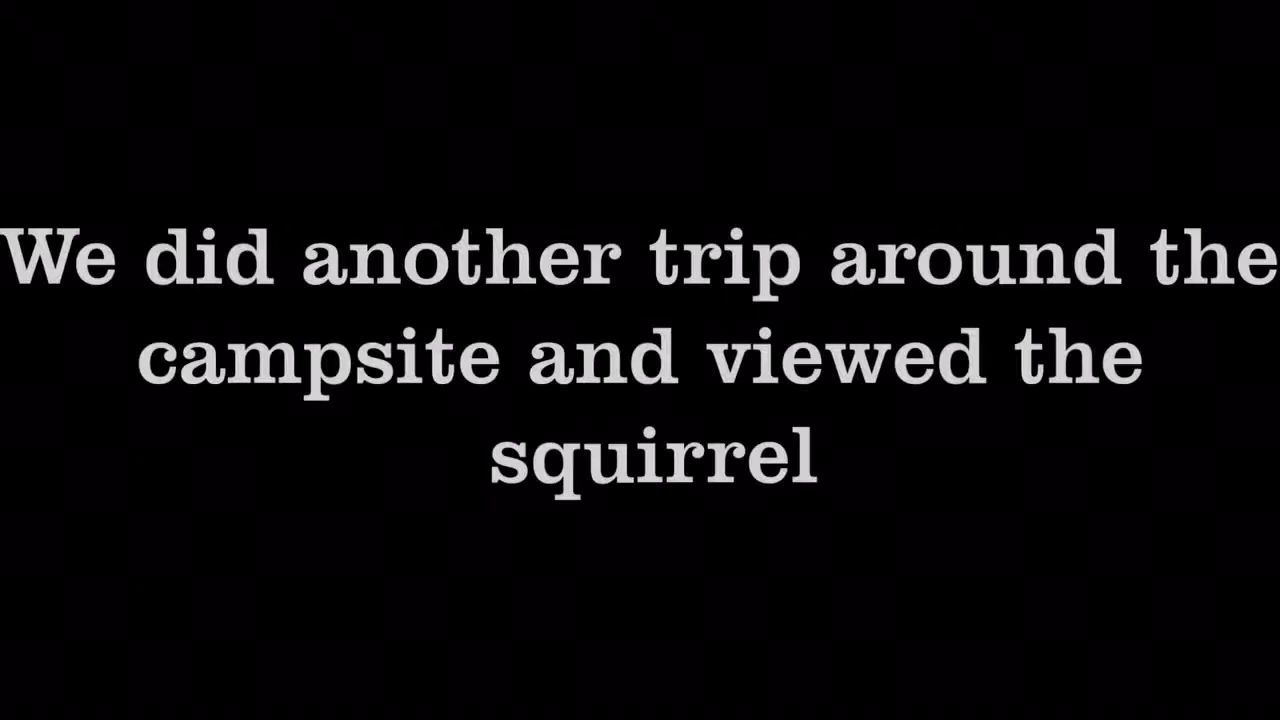 We did another trip around the
campsite and viewed the
squirrel